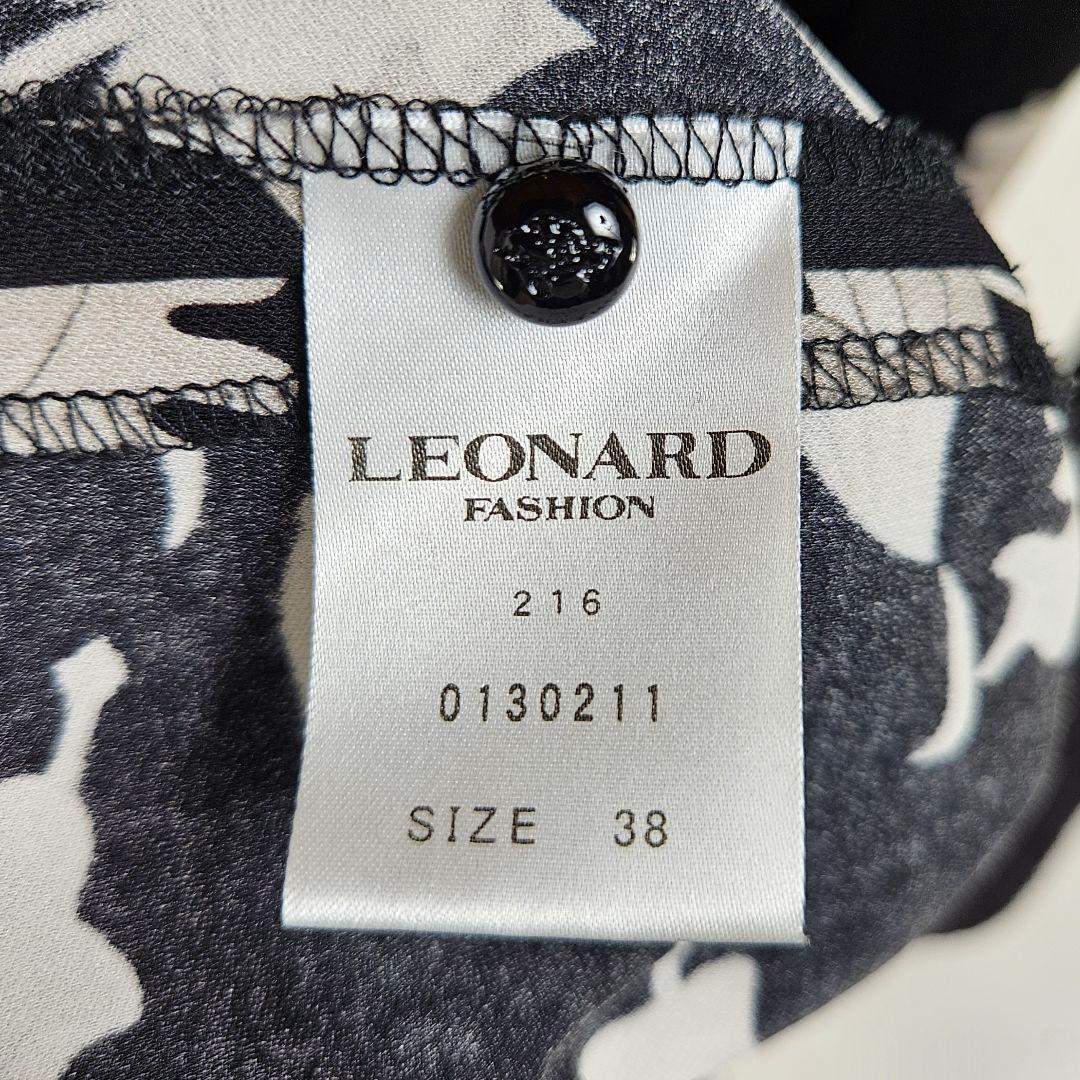 LEONARD
FASHION
216
0130211
SIZE 38